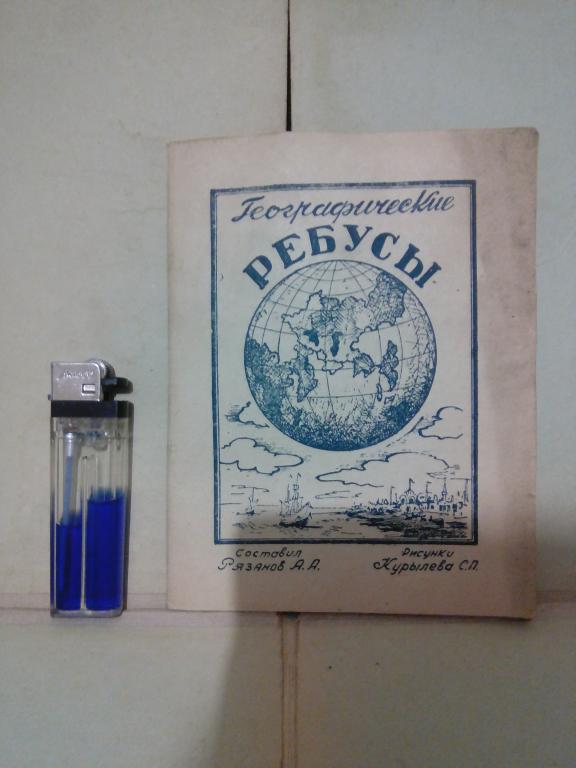 Географические
РЕБУСЫ
Составил
Рязанов А.А.
Рисунки
Курылева С.П.